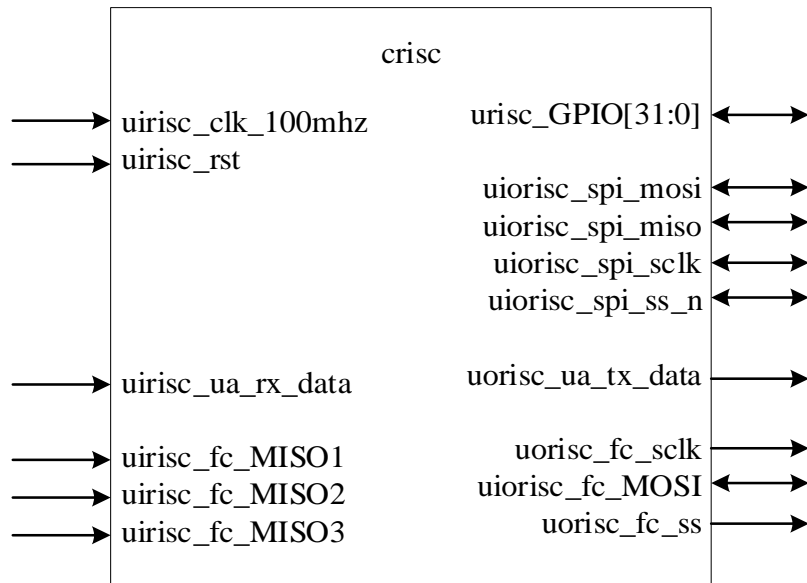 crisc
uirisc_clk_100mhz
uirisc_rst
uirisc_ua_rx_data
uirisc_fc_MISO1
uirisc_fc_MISO2
uirisc_fc_MISO3
urisc_GPIO[31:0]
uiorisc_spi_mosi
uiorisc_spi_miso
uiorisc_spi_sclk
uiorisc_spi_ss_n
uorisc_ua_tx_data
uorisc_fc_sclk
uiorisc_fc_MOSI
uorisc_fc_ss